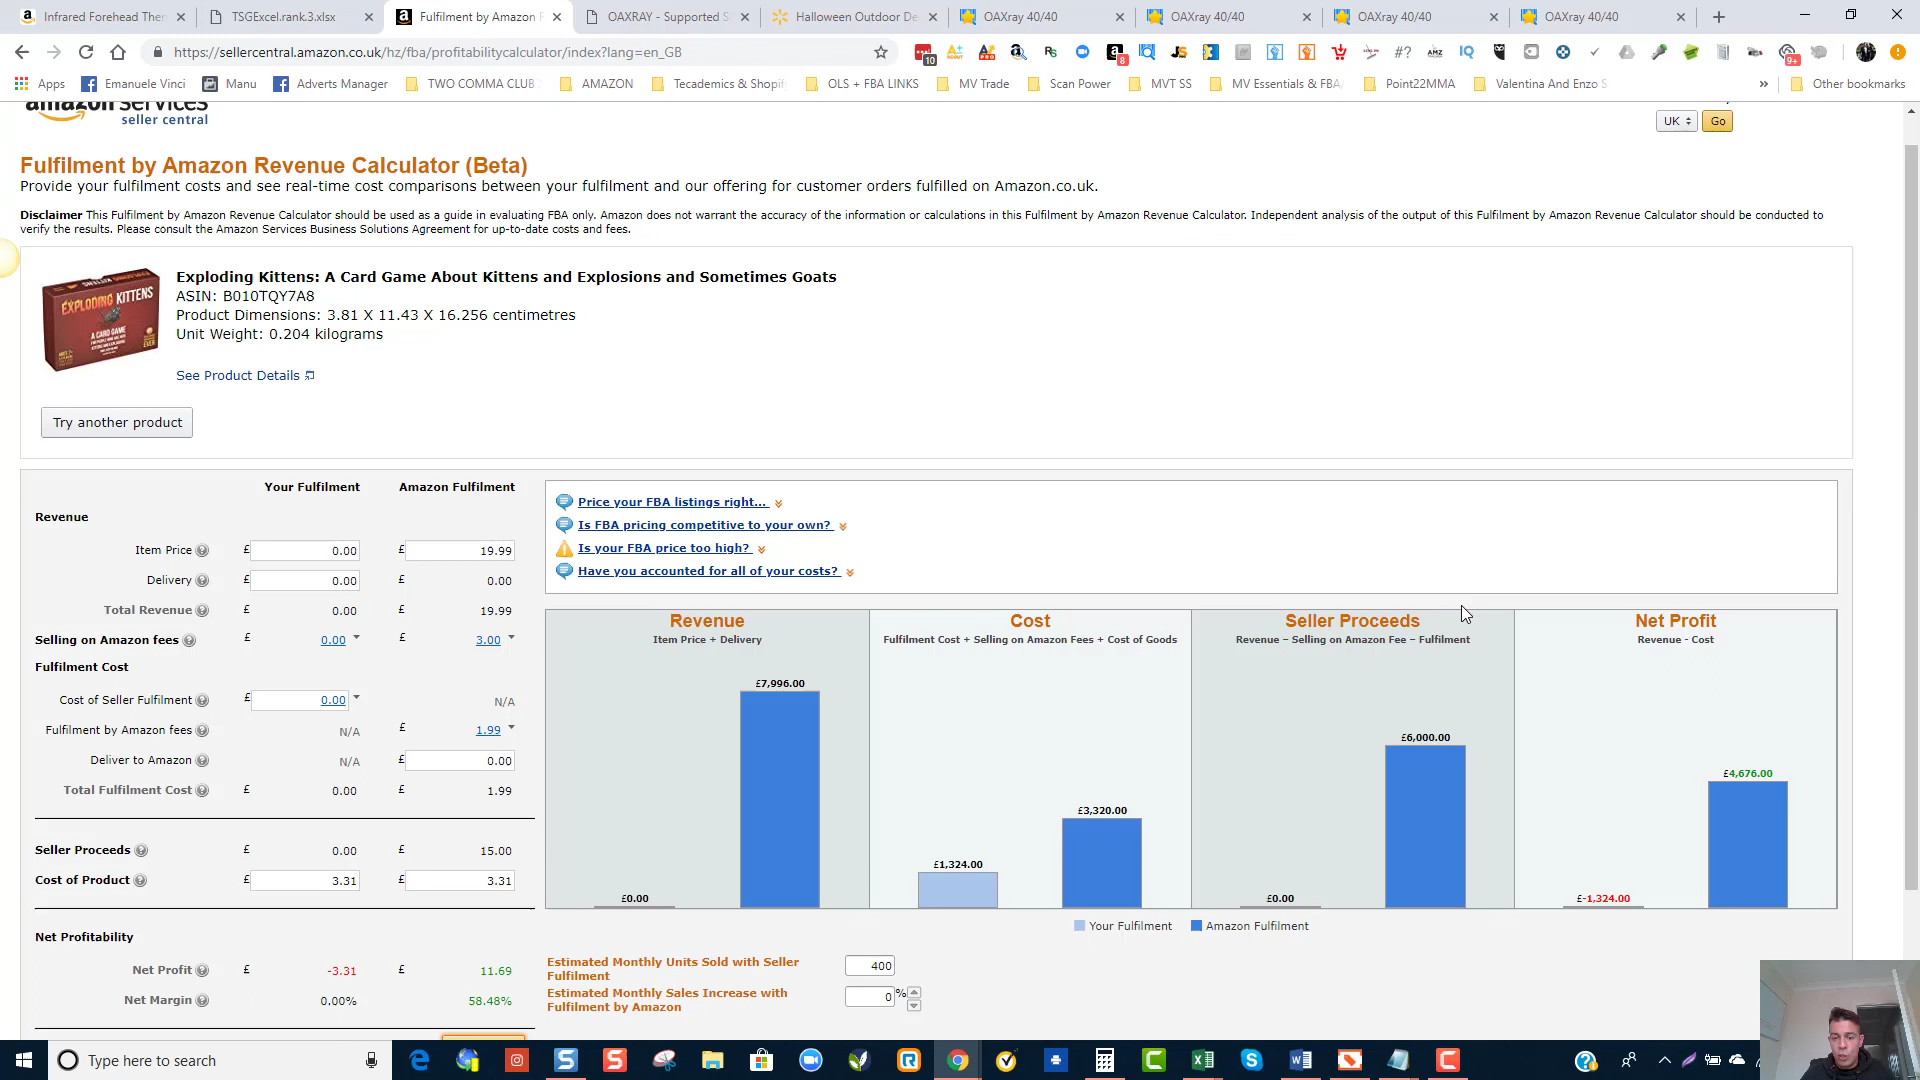 Infrared Forehead Ther
TSGExcel.rank.3.xlsx
Fulfilment by Amazon F
OAXRAY - Supported S
Halloween Outdoor De
OAXray 40/40
OAXray 40/40
OAXray 40/40
OAXray 40/40
https://sellercentral.amazon.co.uk/hz/fba/profitabilitycalculator/index?lang=en_GB
Apps
Emanuele Vinci
Manu
Adverts Manager
TWO COMMA CLUB
AMAZON
Tecademics & Shopif
OLS + FBA LINKS
MV Trade
Scan Power
MVT SS
MV Essentials & FBA
Point22MMA
Valentina And Enzo S
Other bookmarks
amazon services
seller central
UK
Go
Fulfilment by Amazon Revenue Calculator (Beta)
Provide your fulfilment costs and see real-time cost comparisons between your fulfilment and our offering for customer orders fulfilled on Amazon.co.uk.
Disclaimer This Fulfilment by Amazon Revenue Calculator should be used as a guide in evaluating FBA only. Amazon does not warrant the accuracy of the information or calculations in this Fulfilment by Amazon Revenue Calculator. Independent analysis of the output of this Fulfilment by Amazon Revenue Calculator should be conducted to
verify the results. Please consult the Amazon Services Business Solutions Agreement for up-to-date costs and fees.
EXPLODING KITTENS
A CARD GAME
Exploding Kittens: A Card Game About Kittens and Explosions and Sometimes Goats
ASIN: B010TQY7A8
Product Dimensions: 3.81 X 11.43 X 16.256 centimetres
Unit Weight: 0.204 kilograms
See Product Details
Try another product
Your Fulfilment Amazon Fulfilment
Revenue
Item Price £ 0.00 £ 19.99
Delivery £ 0.00 £ 0.00
Total Revenue £ 0.00 £ 19.99
Selling on Amazon fees £ 0.00 £ 3.00
Fulfilment Cost
Cost of Seller Fulfilment £ 0.00 N/A
Fulfilment by Amazon fees N/A £ 1.99
Deliver to Amazon N/A £ 0.00
Total Fulfilment Cost £ 0.00 £ 1.99
Seller Proceeds £ 0.00 £ 15.00
Cost of Product £ 3.31 £ 3.31
Net Profitability
Net Profit £ -3.31 £ 11.69
Net Margin 0.00% 58.48%
Price your FBA listings right...
Is FBA pricing competitive to your own?
Is your FBA price too high?
Have you accounted for all of your costs?
Revenue
Item Price + Delivery
£7,996.00
£0.00
Cost
Fulfilment Cost + Selling on Amazon Fees + Cost of Goods
£3,320.00
£1,324.00
Seller Proceeds
Revenue – Selling on Amazon Fee – Fulfilment
£6,000.00
£0.00
Net Profit
Revenue - Cost
£4,676.00
£-1,324.00
Your Fulfilment Amazon Fulfilment
Estimated Monthly Units Sold with Seller
Fulfilment
400
Estimated Monthly Sales Increase with
Fulfilment by Amazon
0 %
Type here to search